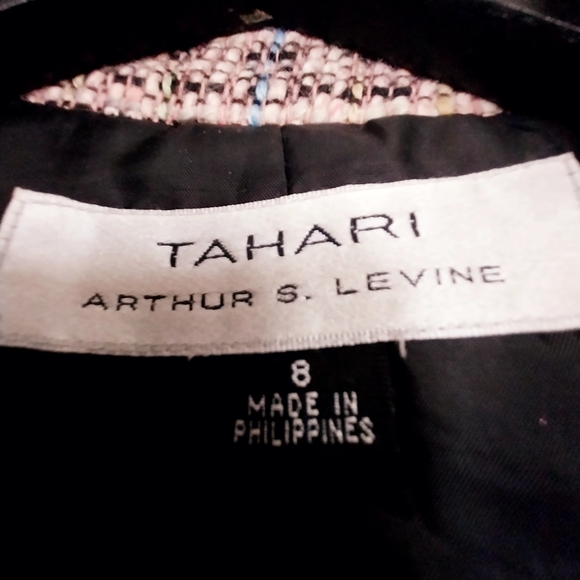 TAHARI
ARTHUR S. LEVINE
8
MADE IN
PHILIPPINES